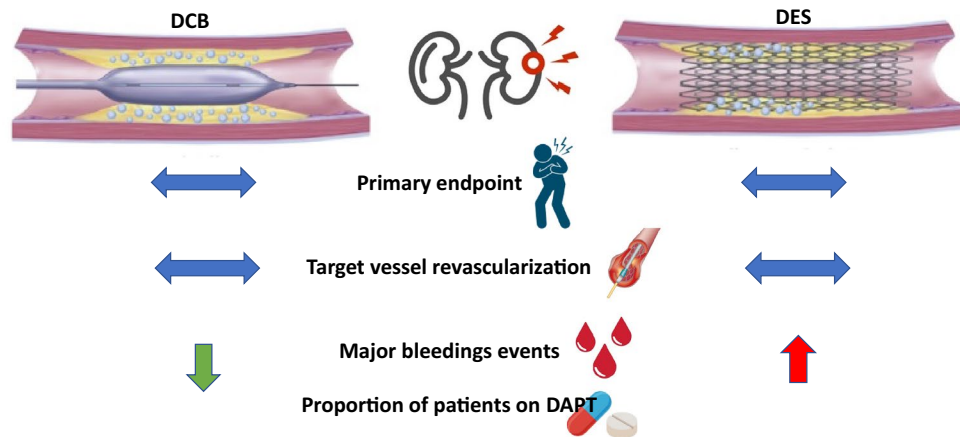 DCB
DES
Primary endpoint
Target vessel revascularization
Major bleedings events
Proportion of patients on DAPT